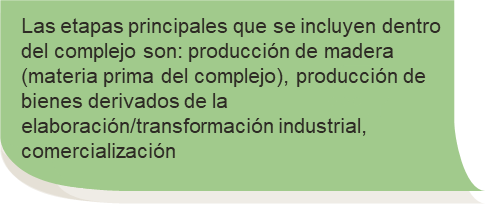 Las etapas principales que se incluyen dentro
del complejo son: producción de madera
(materia prima del complejo), producción de
bienes derivados de la
elaboración/transformación industrial,
comercialización